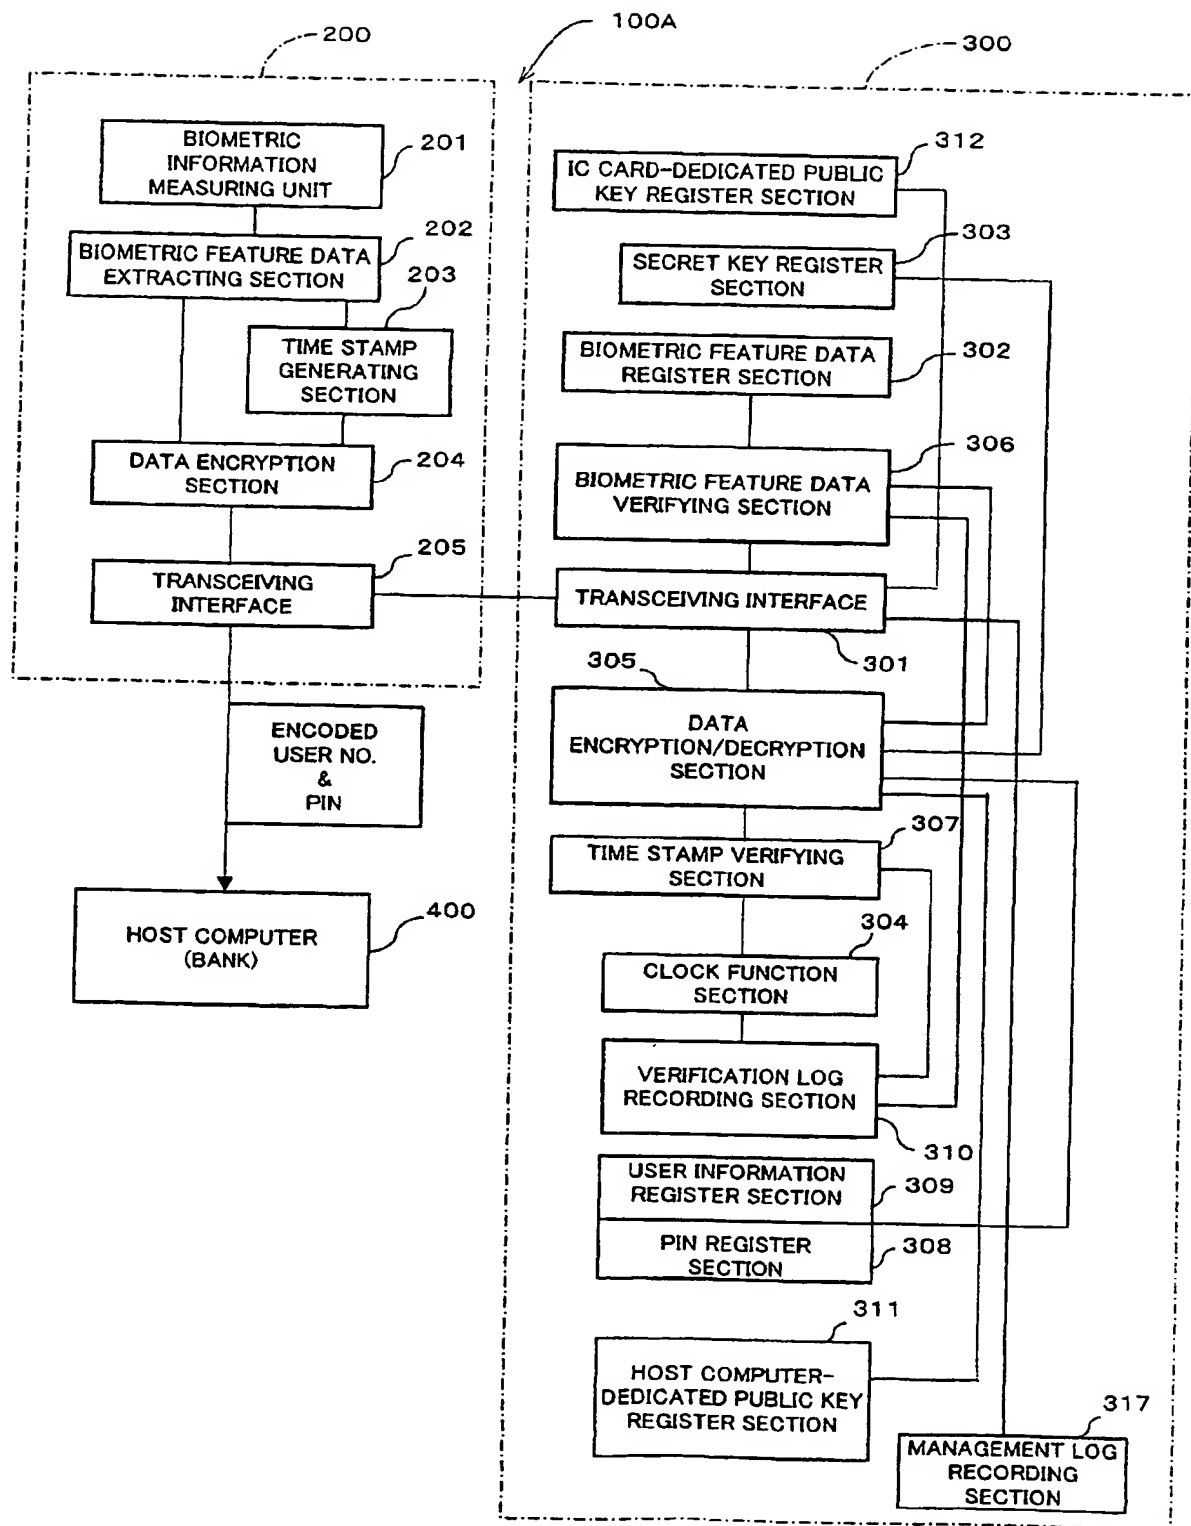 100A
200
300
BIOMETRIC
INFORMATION
MEASURING UNIT
201
BIOMETRIC FEATURE DATA
EXTRACTING SECTION
202
203
TIME STAMP
GENERATING
SECTION
DATA ENCRYPTION
SECTION
204
205
TRANSCEIVING
INTERFACE
ENCODED
USER NO.
&
PIN
HOST COMPUTER
(BANK)
400
312
IC CARD-DEDICATED PUBLIC
KEY REGISTER SECTION
303
SECRET KEY REGISTER
SECTION
BIOMETRIC FEATURE DATA
REGISTER SECTION
302
306
BIOMETRIC FEATURE DATA
VERIFYING SECTION
TRANSCEIVING INTERFACE
301
305
DATA
ENCRYPTION/DECRYPTION
SECTION
307
TIME STAMP VERIFYING
SECTION
304
CLOCK FUNCTION
SECTION
VERIFICATION LOG
RECORDING SECTION
310
USER INFORMATION
REGISTER SECTION
309
PIN REGISTER
SECTION
308
311
HOST COMPUTER-
DEDICATED PUBLIC KEY
REGISTER SECTION
317
MANAGEMENT LOG
RECORDING
SECTION